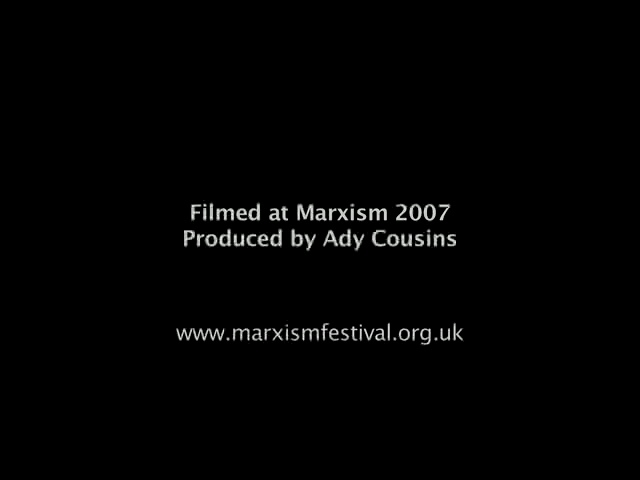 Filmed at Marxism 2007
Produced by Ady Cousins
www.marxismfestival.org.uk